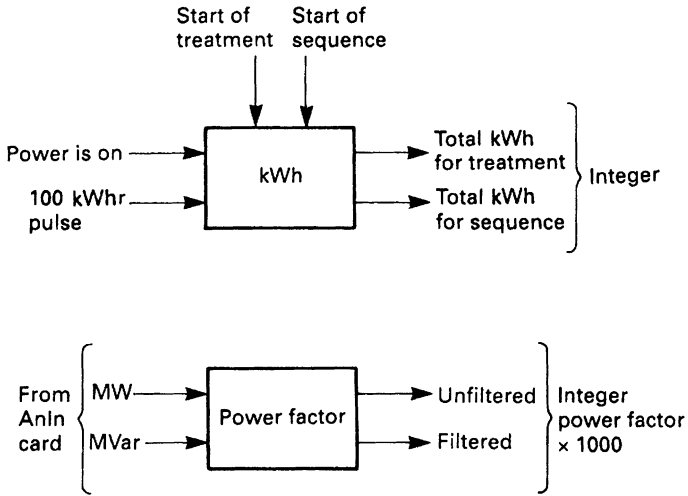 Start of
treatment
Start of
sequence
Power is on
100 kWhr
pulse
kWh
Total kWh
for treatment
Total kWh
for sequence
Integer
From
AnIn
card
MW
MVar
Power factor
Unfiltered
Filtered
Integer
power factor
× 1000